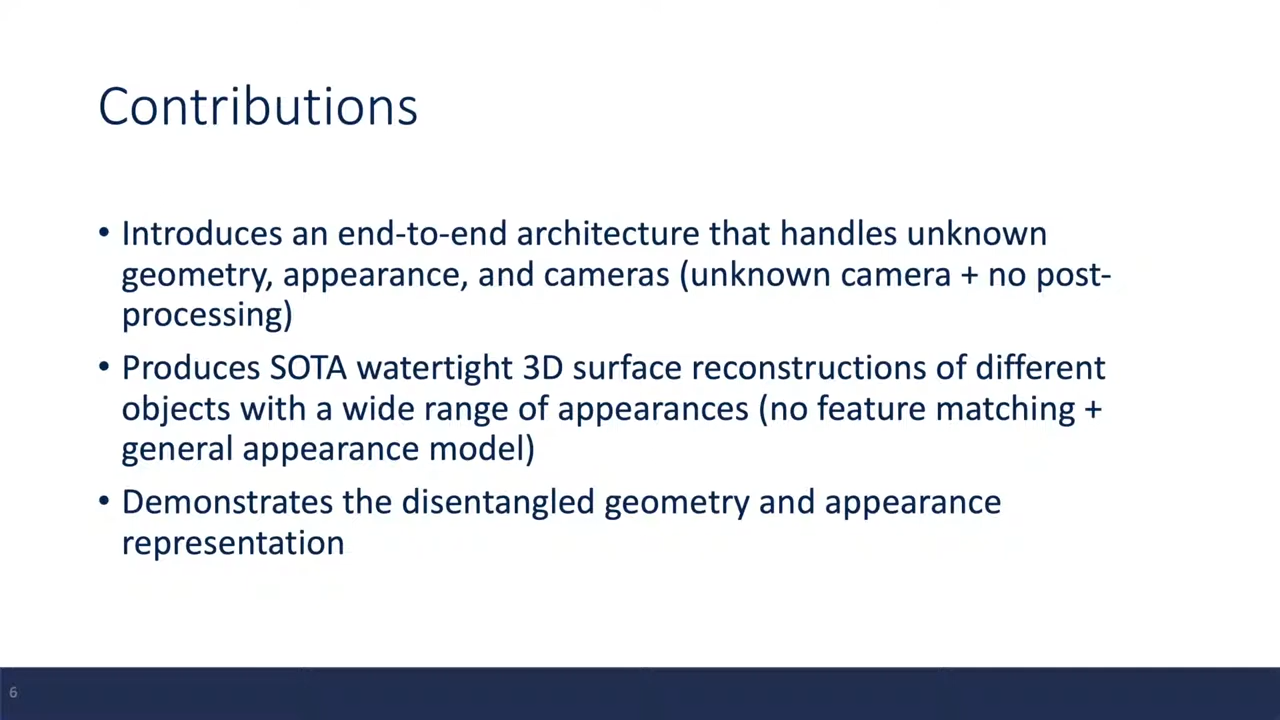 Contributions
• Introduces an end-to-end architecture that handles unknown
geometry, appearance, and cameras (unknown camera + no post-
processing)
• Produces SOTA watertight 3D surface reconstructions of different
objects with a wide range of appearances (no feature matching +
general appearance model)
• Demonstrates the disentangled geometry and appearance
representation
6